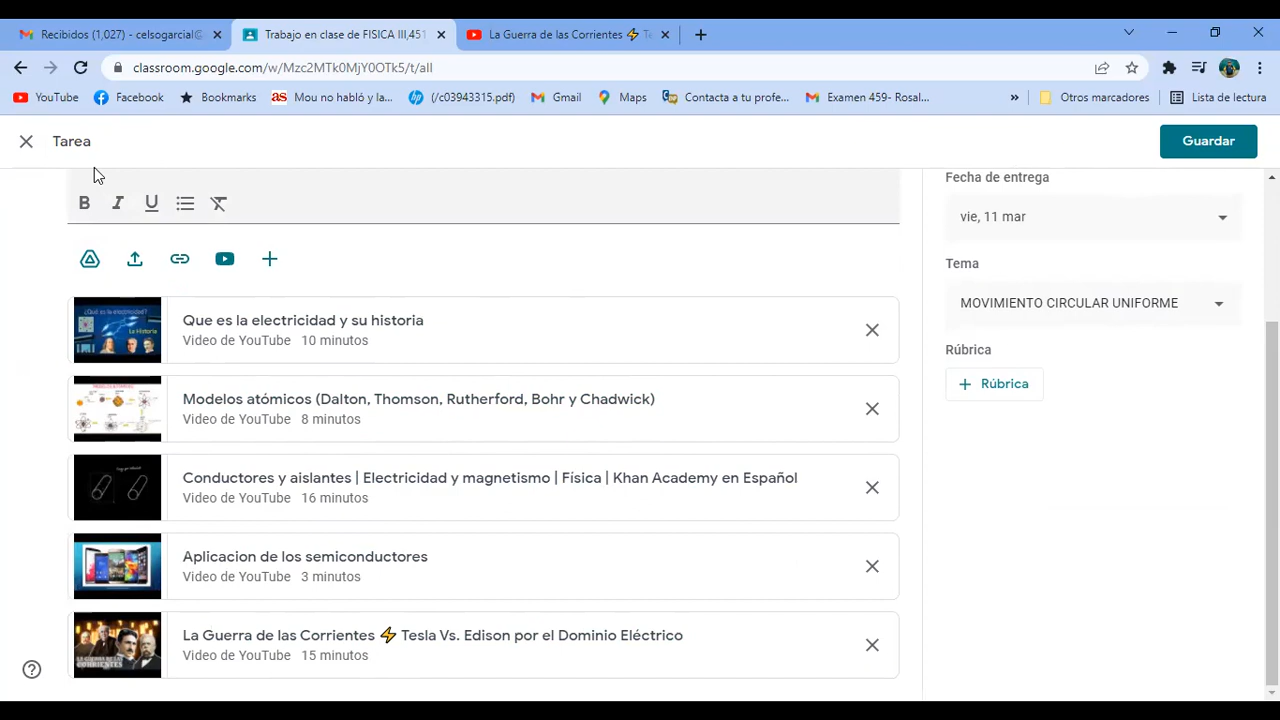 Recibidos (1,027) - celsogarcial@
Trabajo en clase de FISICA III,451
La Guerra de las Corrientes ⚡ Te
classroom.google.com/w/Mzc2MTk0MjY0OTk5/t/all
YouTube
Facebook
Bookmarks
Mou no habló y la...
(/c03943315.pdf)
Gmail
Maps
Contacta a tu profe...
Examen 459- Rosal...
»
Otros marcadores
Lista de lectura
Tarea
Guardar
B I U
Fecha de entrega
vie, 11 mar
Tema
MOVIMIENTO CIRCULAR UNIFORME
Rúbrica
+ Rúbrica
Que es la electricidad y su historia
Video de YouTube 10 minutos
Modelos atómicos (Dalton, Thomson, Rutherford, Bohr y Chadwick)
Video de YouTube 8 minutos
Conductores y aislantes | Electricidad y magnetismo | Física | Khan Academy en Español
Video de YouTube 16 minutos
Aplicacion de los semiconductores
Video de YouTube 3 minutos
LA GUERRA DE LAS
CORRIENTES
La Guerra de las Corrientes ⚡ Tesla Vs. Edison por el Dominio Eléctrico
Video de YouTube 15 minutos